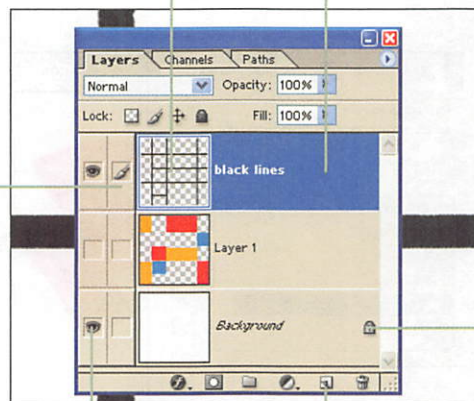 Layers Channels Paths
Normal Opacity: 100%
Lock: Fill: 100%
black lines
Layer 1
Background